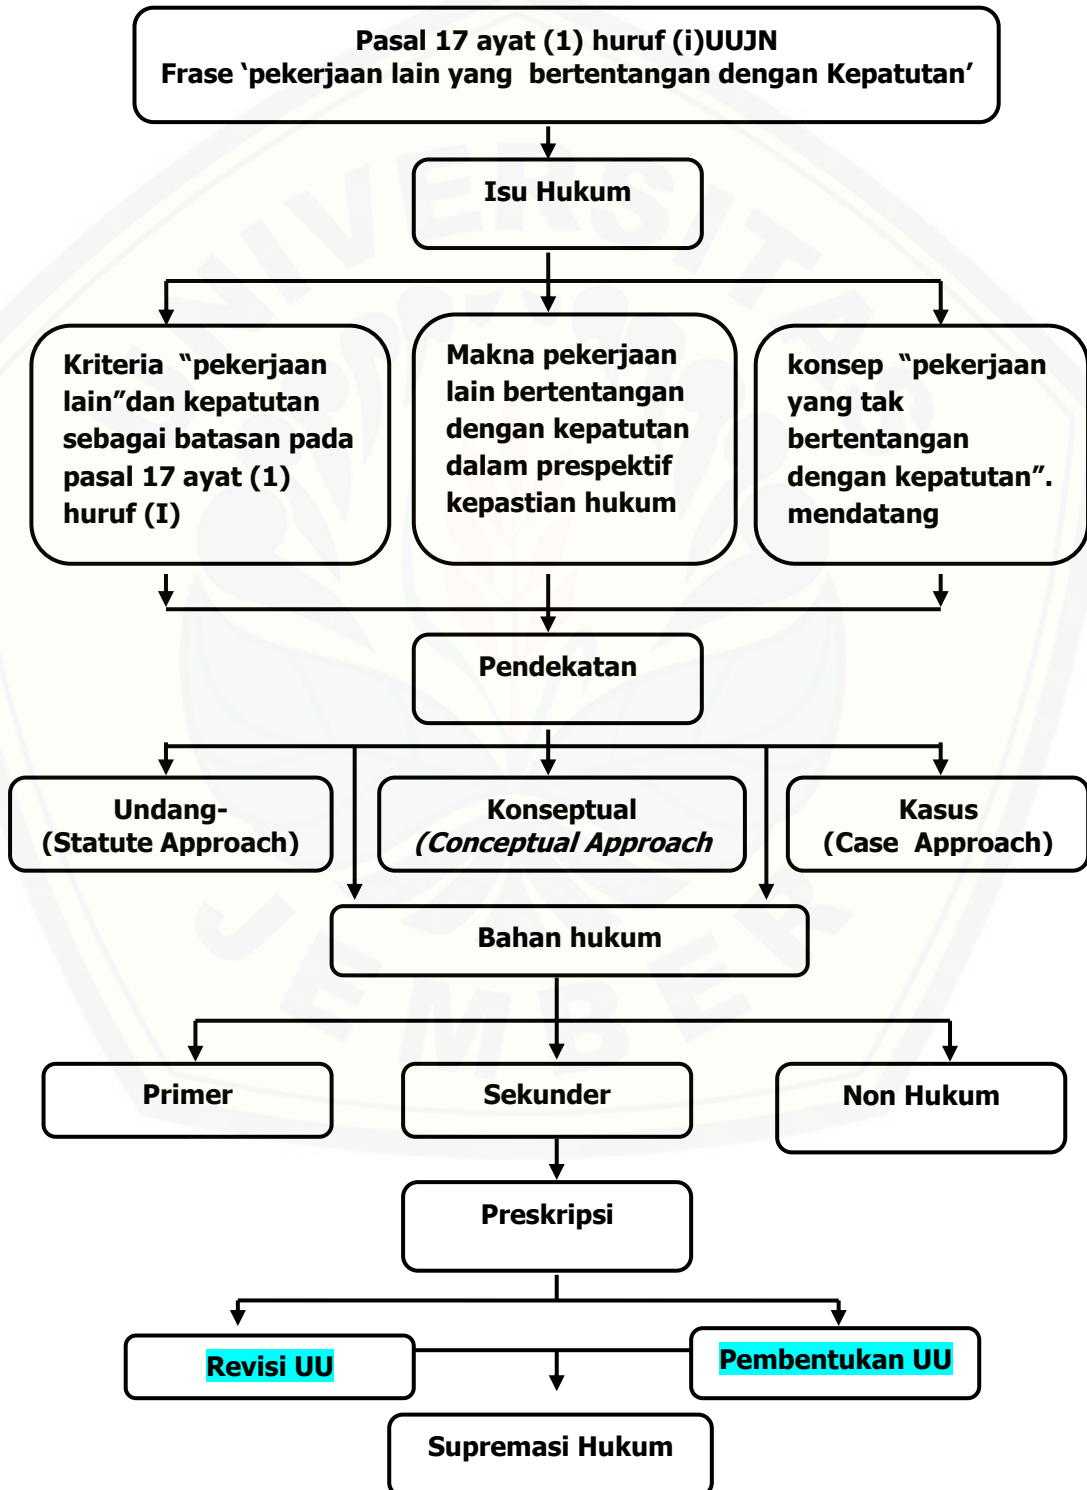 Pasal 17 ayat (1) huruf (i)UUJN
Frase ‘pekerjaan lain yang  bertentangan dengan Kepatutan’
Isu Hukum
Kriteria  “pekerjaan
lain”dan kepatutan
sebagai batasan pada
pasal 17 ayat (1)
huruf (I)
Makna pekerjaan
lain bertentangan
dengan kepatutan
dalam prespektif
kepastian hukum
konsep  “pekerjaan
yang tak
bertentangan
dengan kepatutan”.
mendatang
Pendekatan
Undang-
(Statute Approach)
Konseptual
(Conceptual Approach
Kasus
(Case  Approach)
Bahan hukum
Primer
Sekunder
Non Hukum
Preskripsi
Revisi UU
Pembentukan UU
Supremasi Hukum
UNIVERSITAS
JEMBER